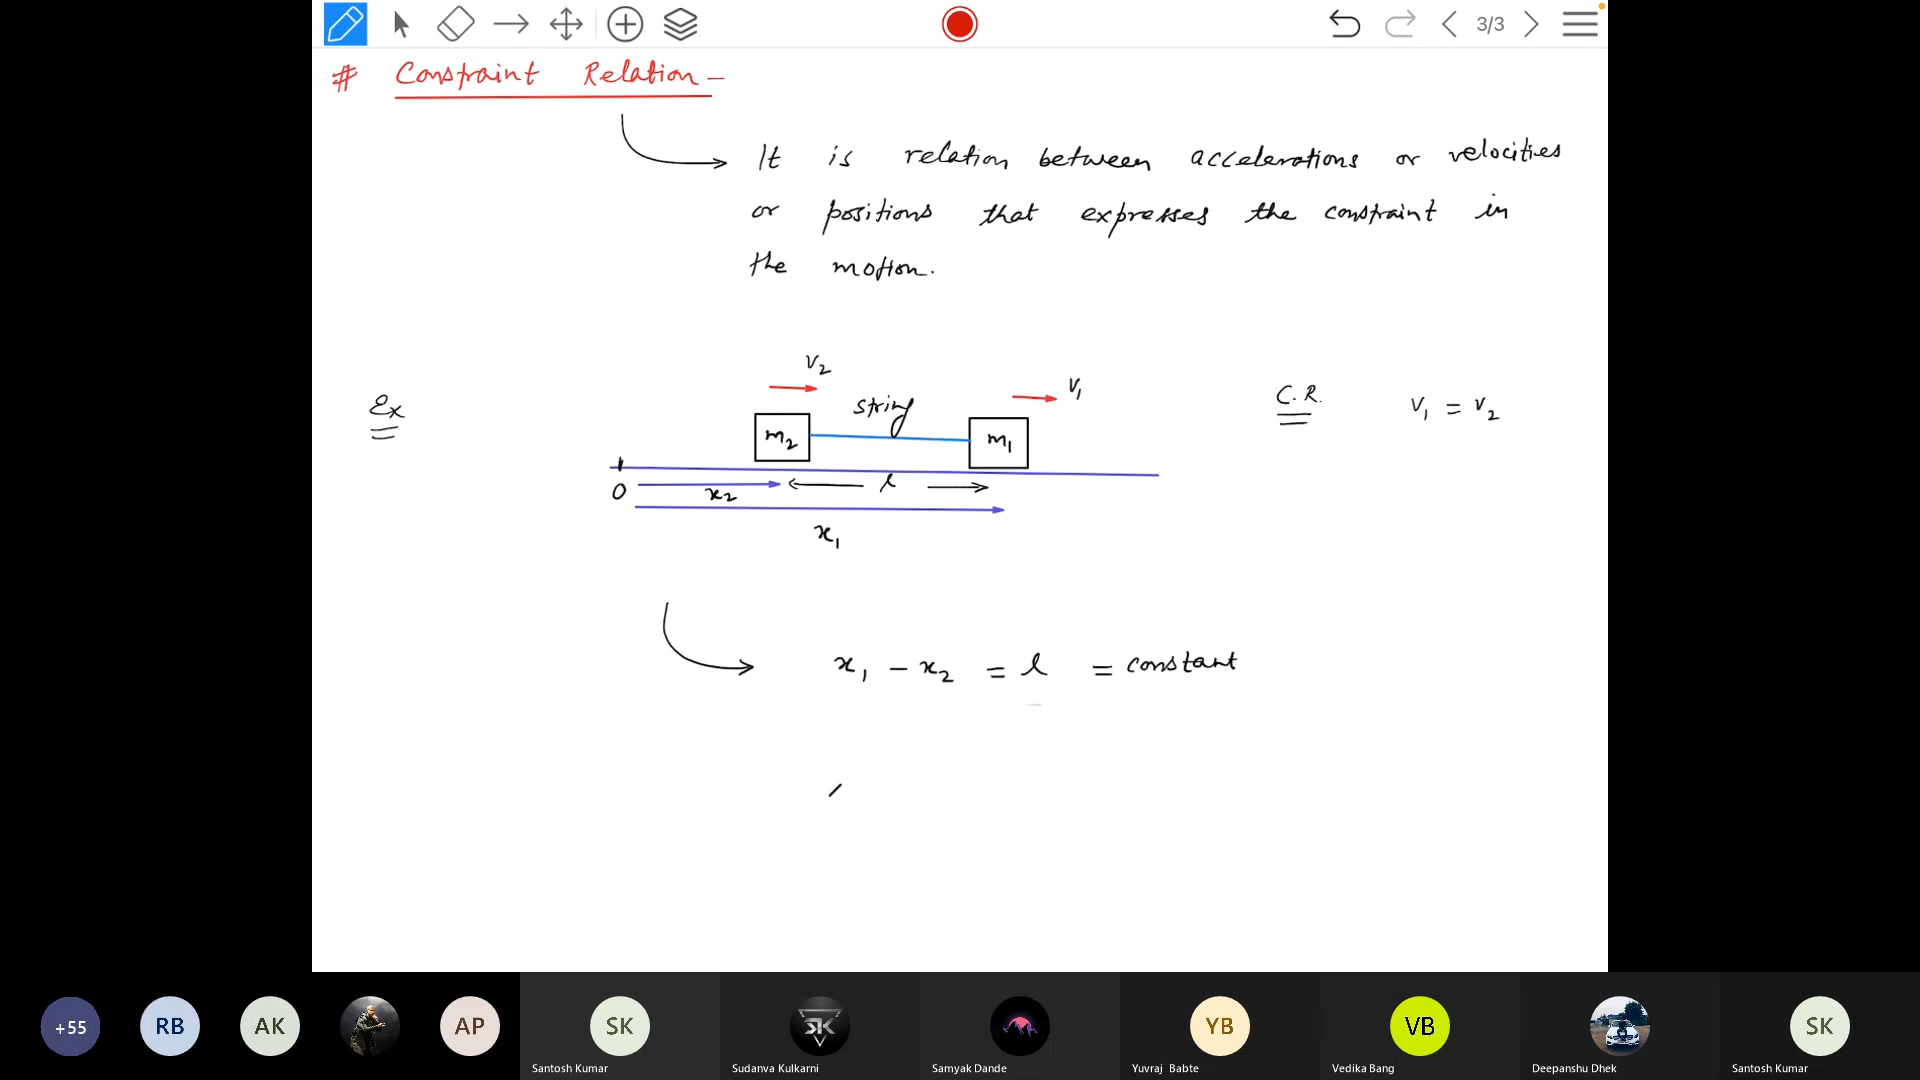 3/3
# Constraint Relation -
It is relation between accelerations or velocities
or positions that expresses the constraint in
the motion.
Ex
V2
string
V1
m2
m1
C.R.
V1 = V2
O
x2
l
x1
x1 - x2 = l = constant
+55
RB
AK
AP
SK
SK
YB
VB
SK
Santosh Kumar
Sudanva Kulkarni
Samyak Dande
Yuvraj Babte
Vedika Bang
Deepanshu Dhek
Santosh Kumar